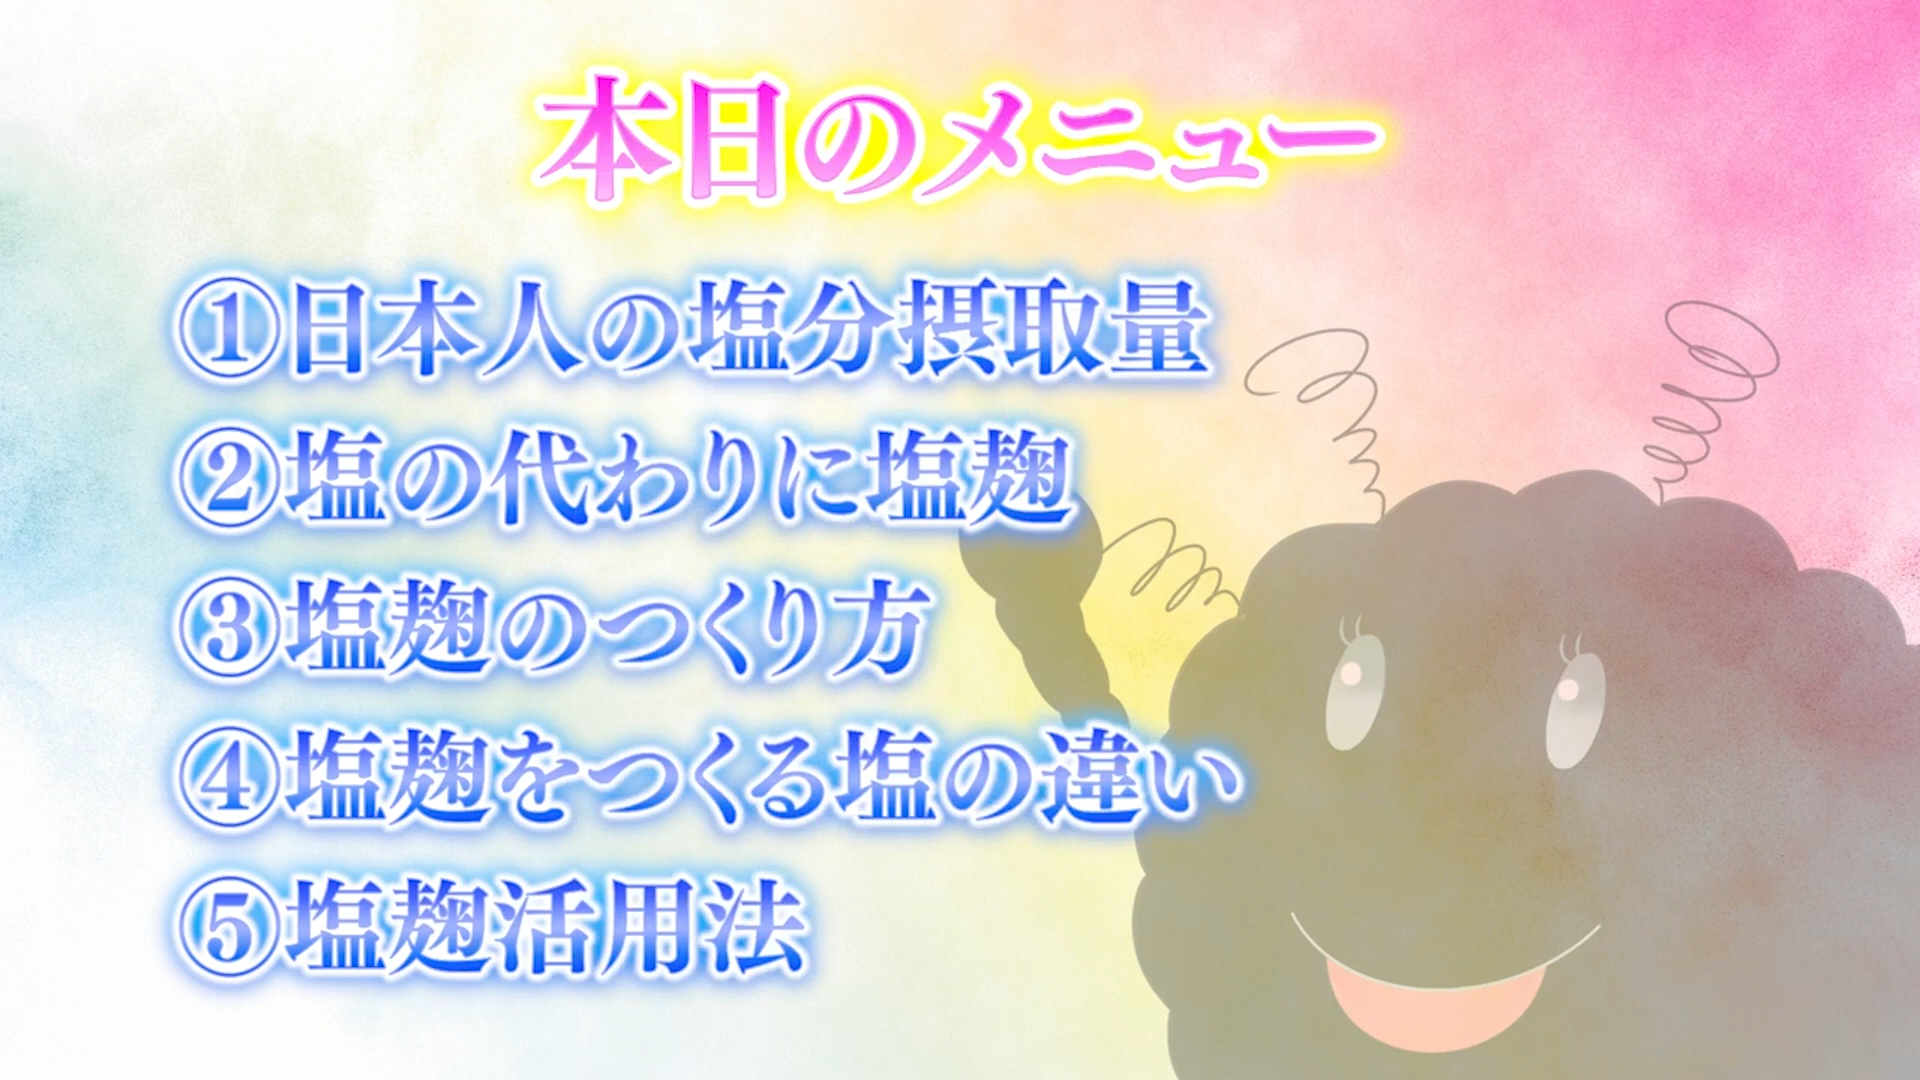 本日のメニュー
①日本人の塩分摂取量
②塩の代わりに塩麹
③塩麹のつくり方
④塩麹をつくる塩の違い
⑤塩麹活用法